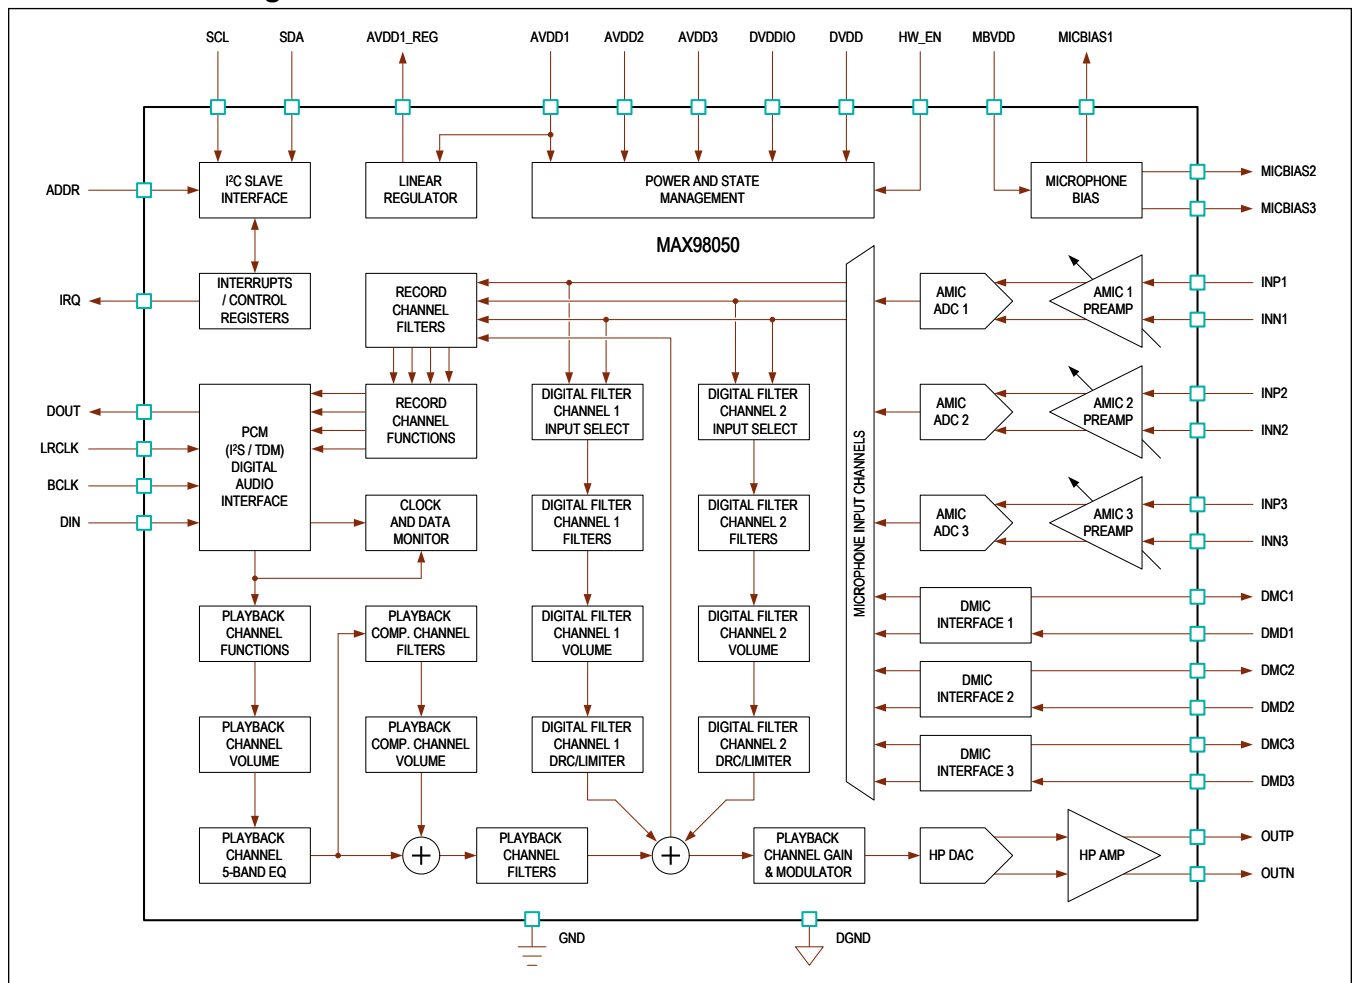 SCL SDA AVDD1_REG AVDD1 AVDD2 AVDD3 DVDDIO DVDD HW_EN MBVDD MICBIAS1
ADDR
I²C SLAVE
INTERFACE
LINEAR
REGULATOR
POWER AND STATE
MANAGEMENT
MICROPHONE
BIAS
MICBIAS2
MICBIAS3
MAX98050
IRQ
INTERRUPTS
/ CONTROL
REGISTERS
RECORD
CHANNEL
FILTERS
AMIC
ADC 1
AMIC 1
PREAMP
INP1
INN1
DOUT
LRCLK
BCLK
DIN
PCM
(I²S / TDM)
DIGITAL
AUDIO
INTERFACE
RECORD
CHANNEL
FUNCTIONS
DIGITAL FILTER
CHANNEL 1
INPUT SELECT
DIGITAL FILTER
CHANNEL 2
INPUT SELECT
MICROPHONE INPUT CHANNELS
AMIC
ADC 2
AMIC 2
PREAMP
INP2
INN2
CLOCK
AND DATA
MONITOR
DIGITAL FILTER
CHANNEL 1
FILTERS
DIGITAL FILTER
CHANNEL 2
FILTERS
AMIC
ADC 3
AMIC 3
PREAMP
INP3
INN3
PLAYBACK
CHANNEL
FUNCTIONS
PLAYBACK
COMP. CHANNEL
FILTERS
DIGITAL FILTER
CHANNEL 1
VOLUME
DIGITAL FILTER
CHANNEL 2
VOLUME
DMIC
INTERFACE 1
DMC1
DMD1
DMIC
INTERFACE 2
DMC2
DMD2
PLAYBACK
CHANNEL
VOLUME
PLAYBACK
COMP. CHANNEL
VOLUME
DIGITAL FILTER
CHANNEL 1
DRC/LIMITER
DIGITAL FILTER
CHANNEL 2
DRC/LIMITER
DMIC
INTERFACE 3
DMC3
DMD3
PLAYBACK
CHANNEL
5-BAND EQ
+
PLAYBACK
CHANNEL
FILTERS
+
PLAYBACK
CHANNEL GAIN
& MODULATOR
HP DAC
HP AMP
OUTP
OUTN
GND
DGND